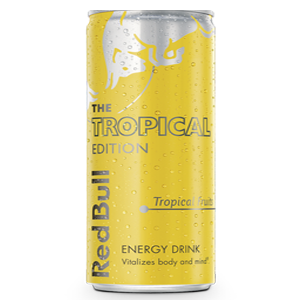 THE
TROPICAL
EDITION
Tropical fruits
Red Bull
ENERGY DRINK
Vitalizes body and mind®